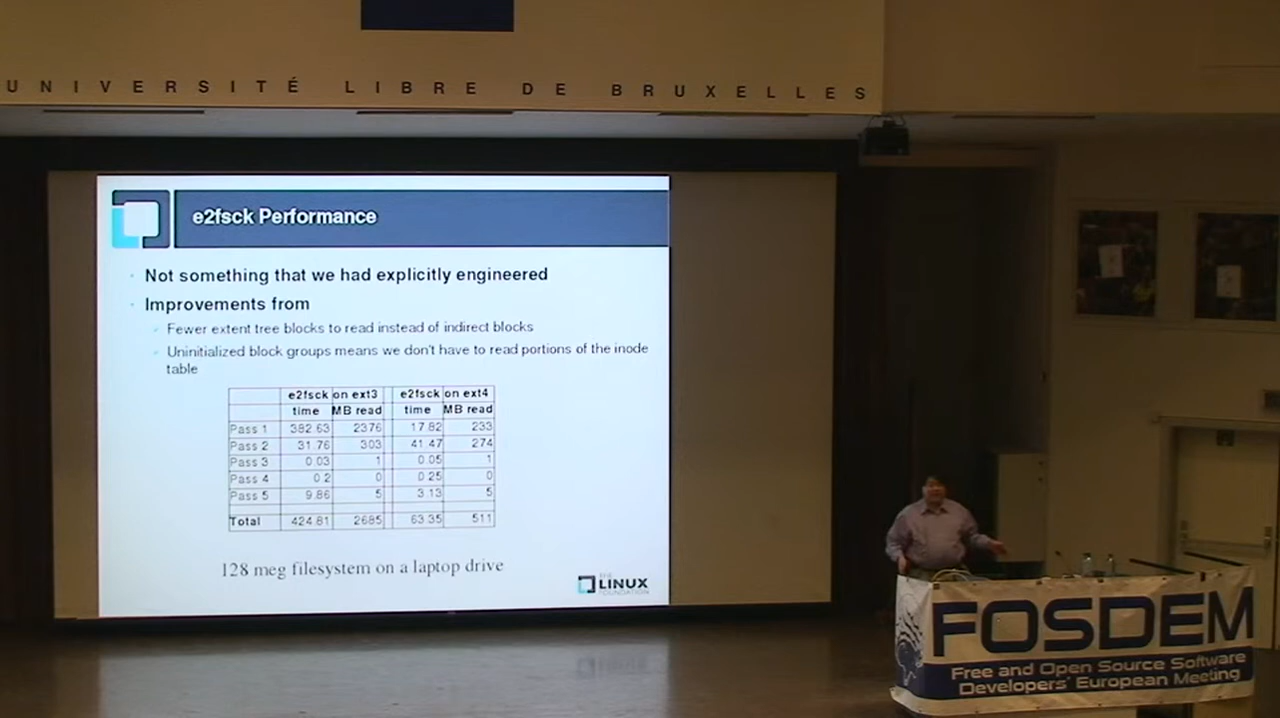 UNIVERSITÉ LIBRE DE BRUXELLES
e2fsck Performance
Not something that we had explicitly engineered
Improvements from
Fewer extent tree blocks to read instead of indirect blocks
Uninitialized block groups means we don't have to read portions of the inode
table
e2fsck on ext3 e2fsck on ext4
time MB read time MB read
Pass 1 382.63 2376 17.82 233
Pass 2 31.76 303 41.47 274
Pass 3 0.03 1 0.05 1
Pass 4 0.2 0 0.25 0
Pass 5 9.86 5 3.13 5
Total 424.81 2685 63.35 511
128 meg filesystem on a laptop drive
THE
LINUX
FOUNDATION
FOSDEM
Free and Open Source Software
Developers' European Meeting